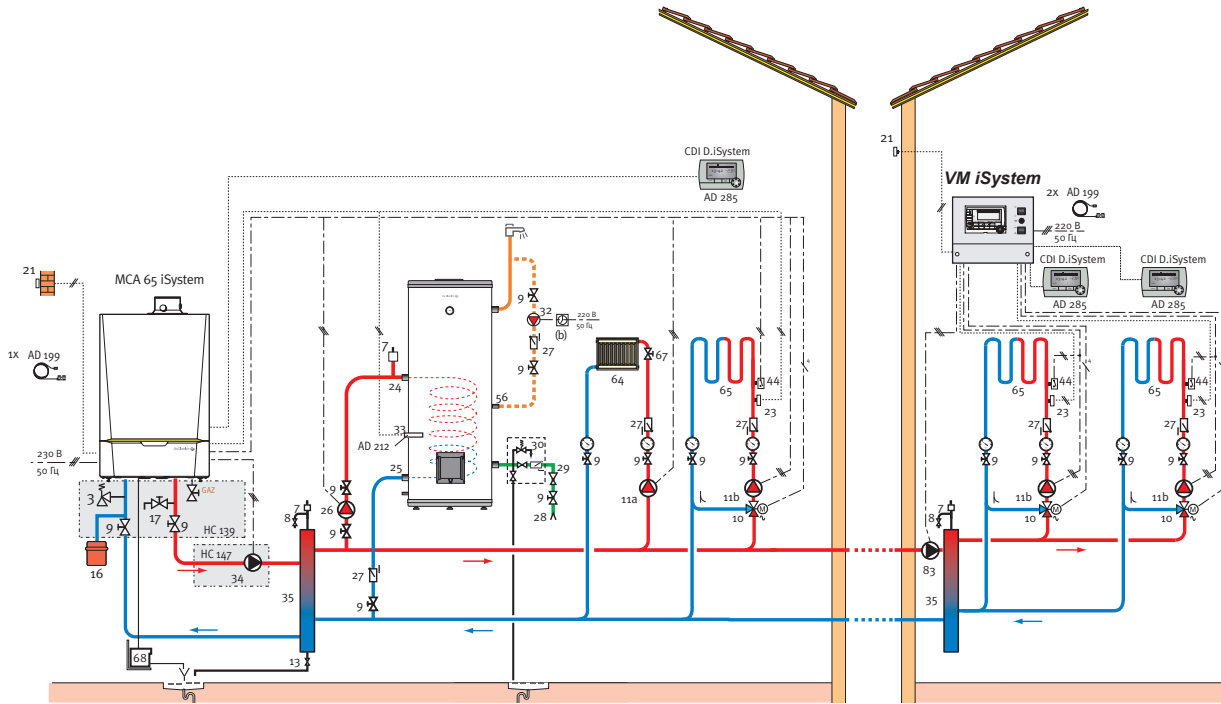 CDI D.iSystem
AD 285
21
VM iSystem
2x AD 199
220 В
50 Гц
21
MCA 65 iSystem
CDI D.iSystem
AD 285
CDI D.iSystem
AD 285
1x AD 199
9
32
(b)
220 В
50 Гц
7
27
9
67
24
64
65
44
23
65
44
23
65
44
23
56
33
AD 212
27
27
27
27
30
230 В
50 Гц
25
29
9
9
9
9
9
9
9
3
GAZ
17
9
9
28
11a
11b
11b
11b
9
9
HC 139
26
9
7
8
10
10
10
7
8
16
HC 147
34
27
83
35
9
35
68
13